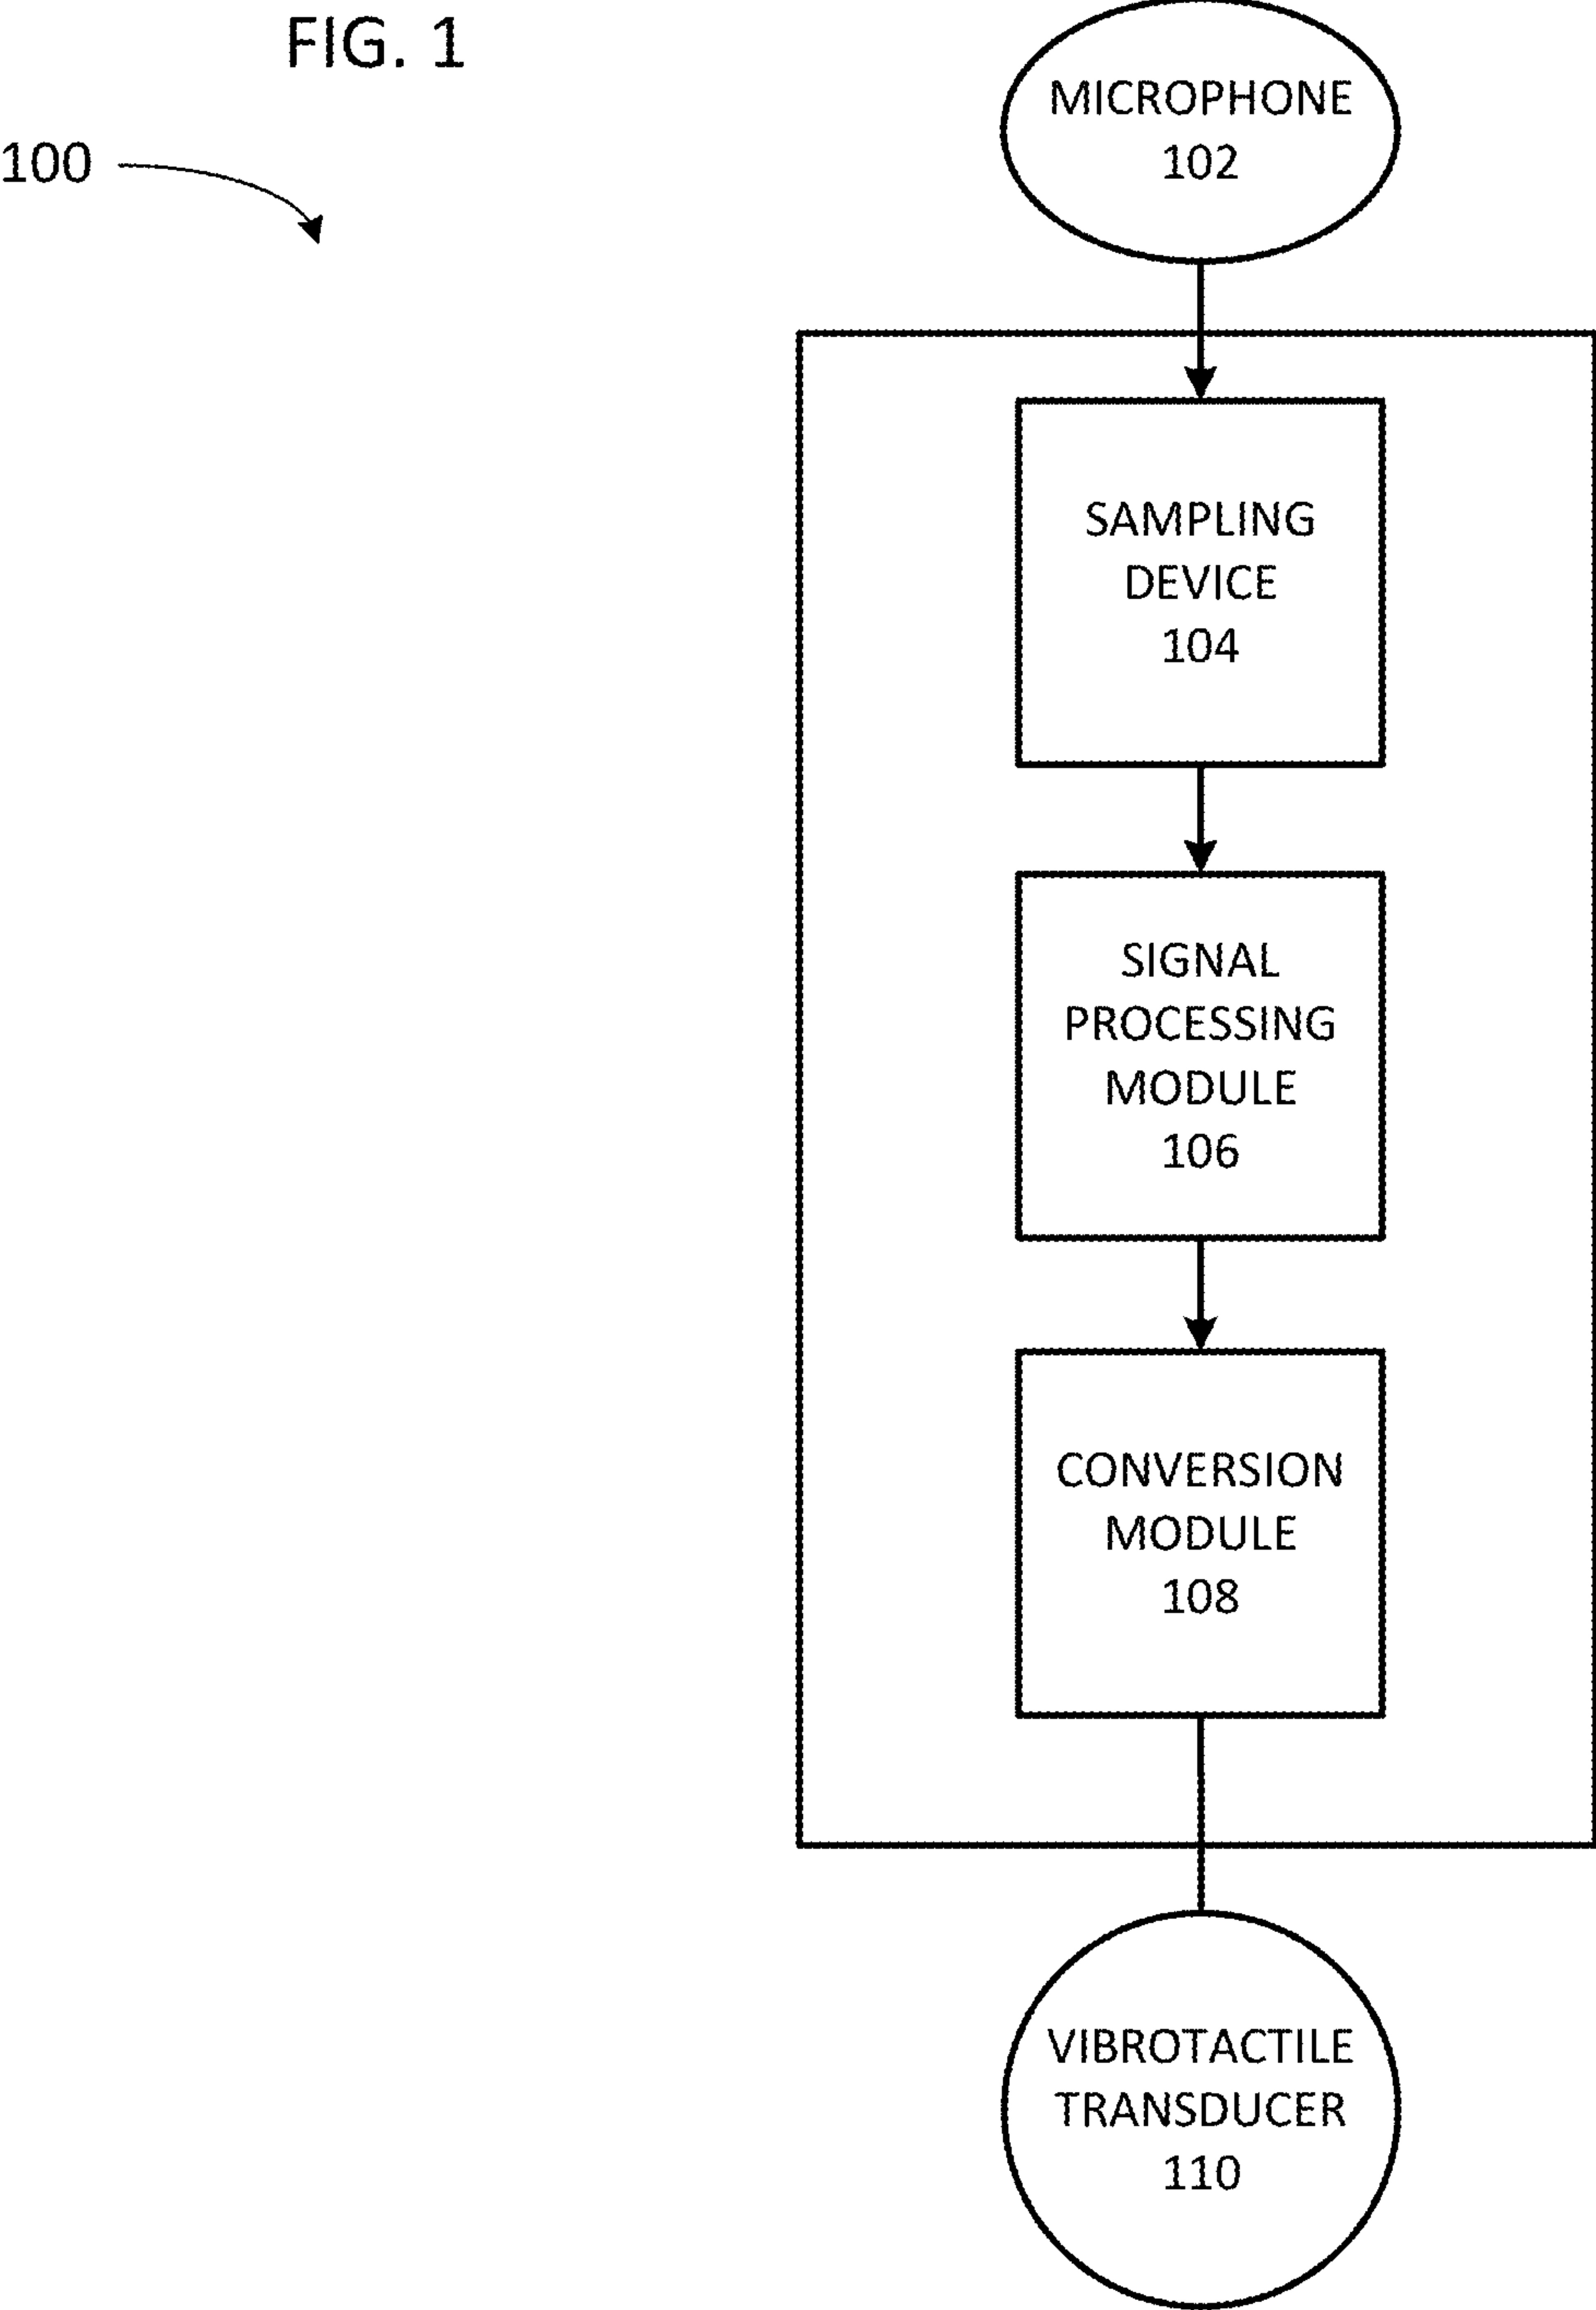 FIG. 1
100
MICROPHONE
102
SAMPLING
DEVICE
104
SIGNAL
PROCESSING
MODULE
106
CONVERSION
MODULE
108
VIBROTACTILE
TRANSDUCER
110